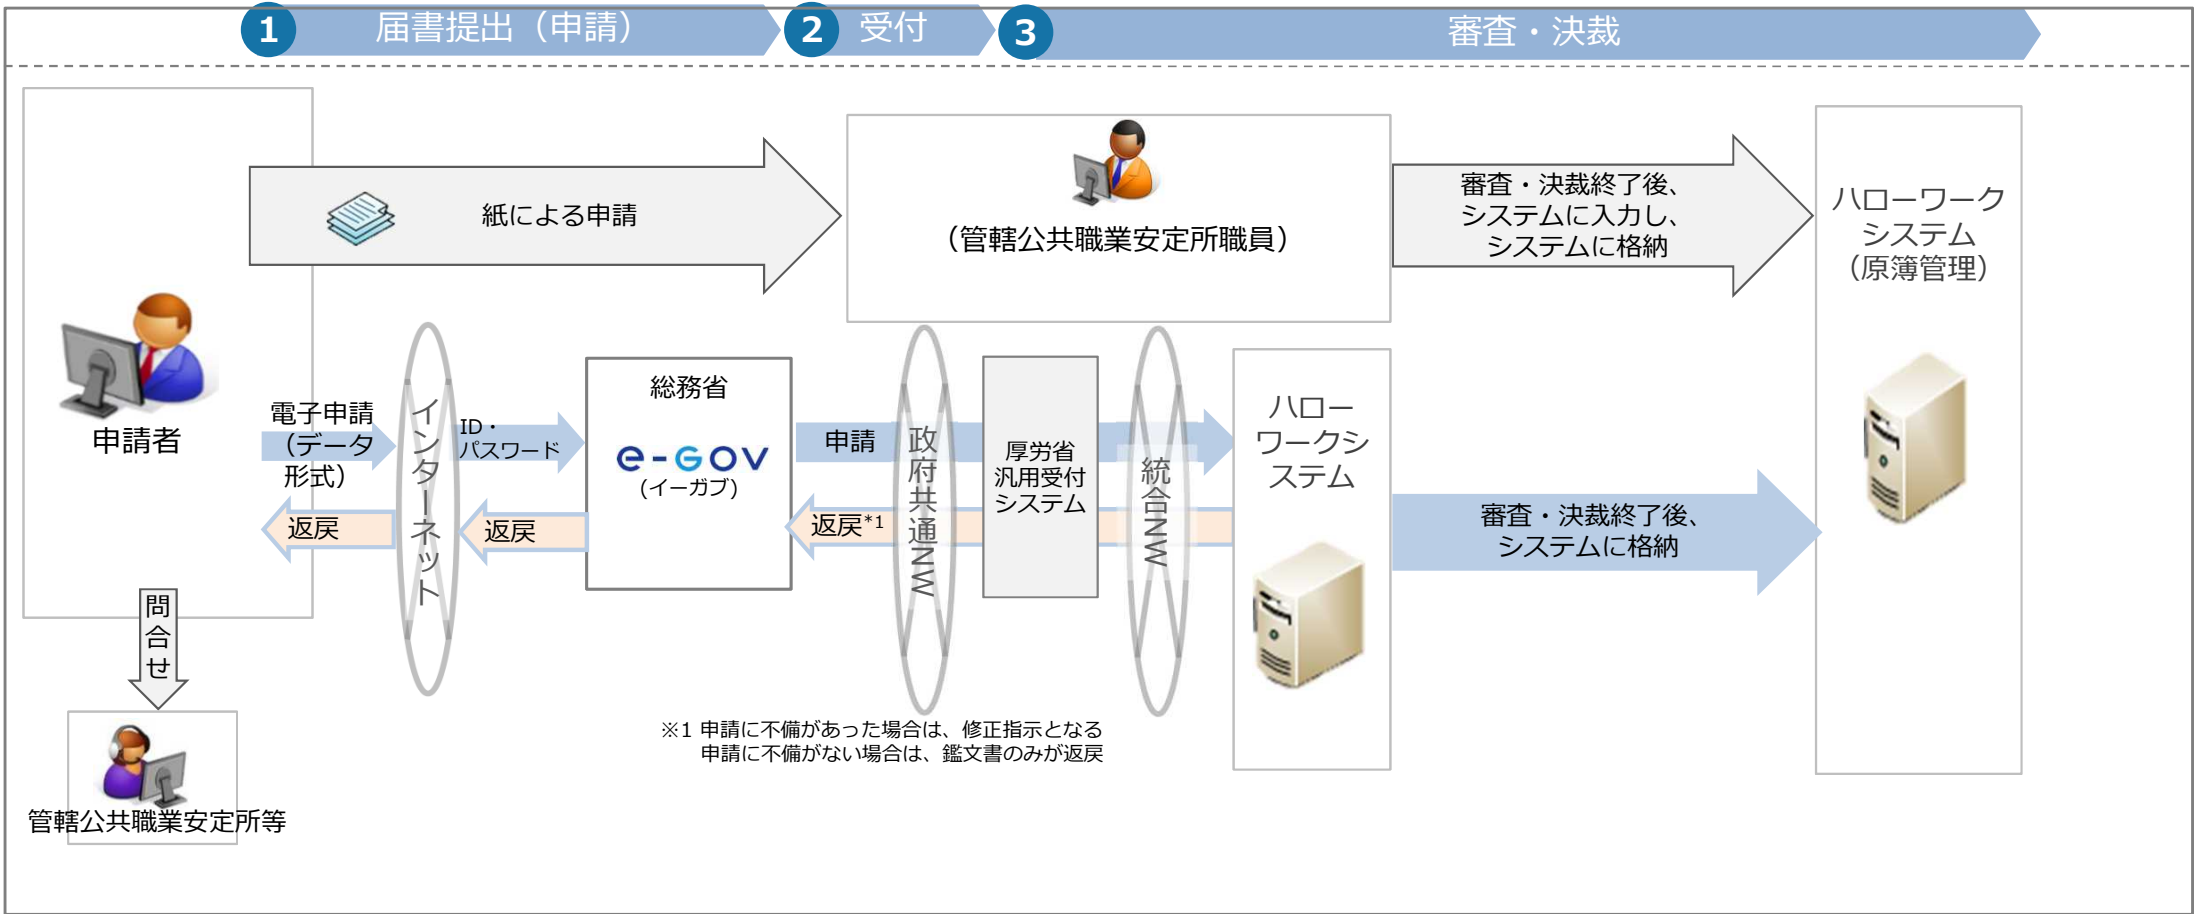 1
届書提出（申請）
2
受付
3
審査・決裁
紙による申請
（管轄公共職業安定所職員）
審査・決裁終了後、
システムに入力し、
システムに格納
ハローワーク
システム
（原簿管理）
申請者
電子申請
（データ
形式）
返戻
インターネット
ID・
パスワード
返戻
総務省
e-GOV
（イーガブ）
申請
返戻*1
政府共通NW
厚労省
汎用受付
システム
統合NW
ハロー
ワークシ
ステム
審査・決裁終了後、
システムに格納
問合せ
管轄公共職業安定所等
※1 申請に不備があった場合は、修正指示となる
申請に不備がない場合は、鑑文書のみが返戻